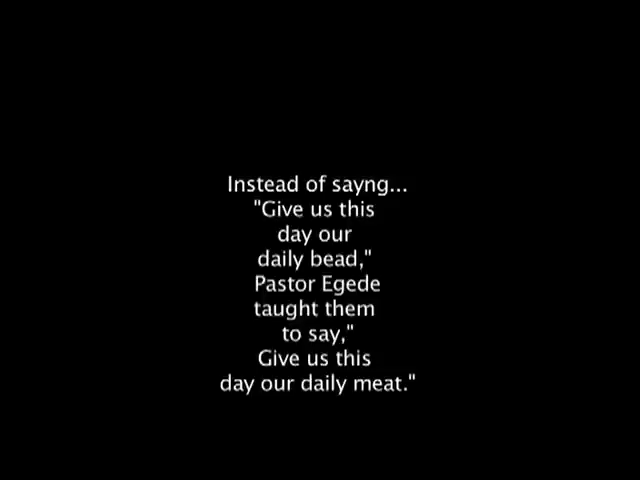 Instead of sayng...
"Give us this
day our
daily bead,"
Pastor Egede
taught them
to say,"
Give us this
day our daily meat."